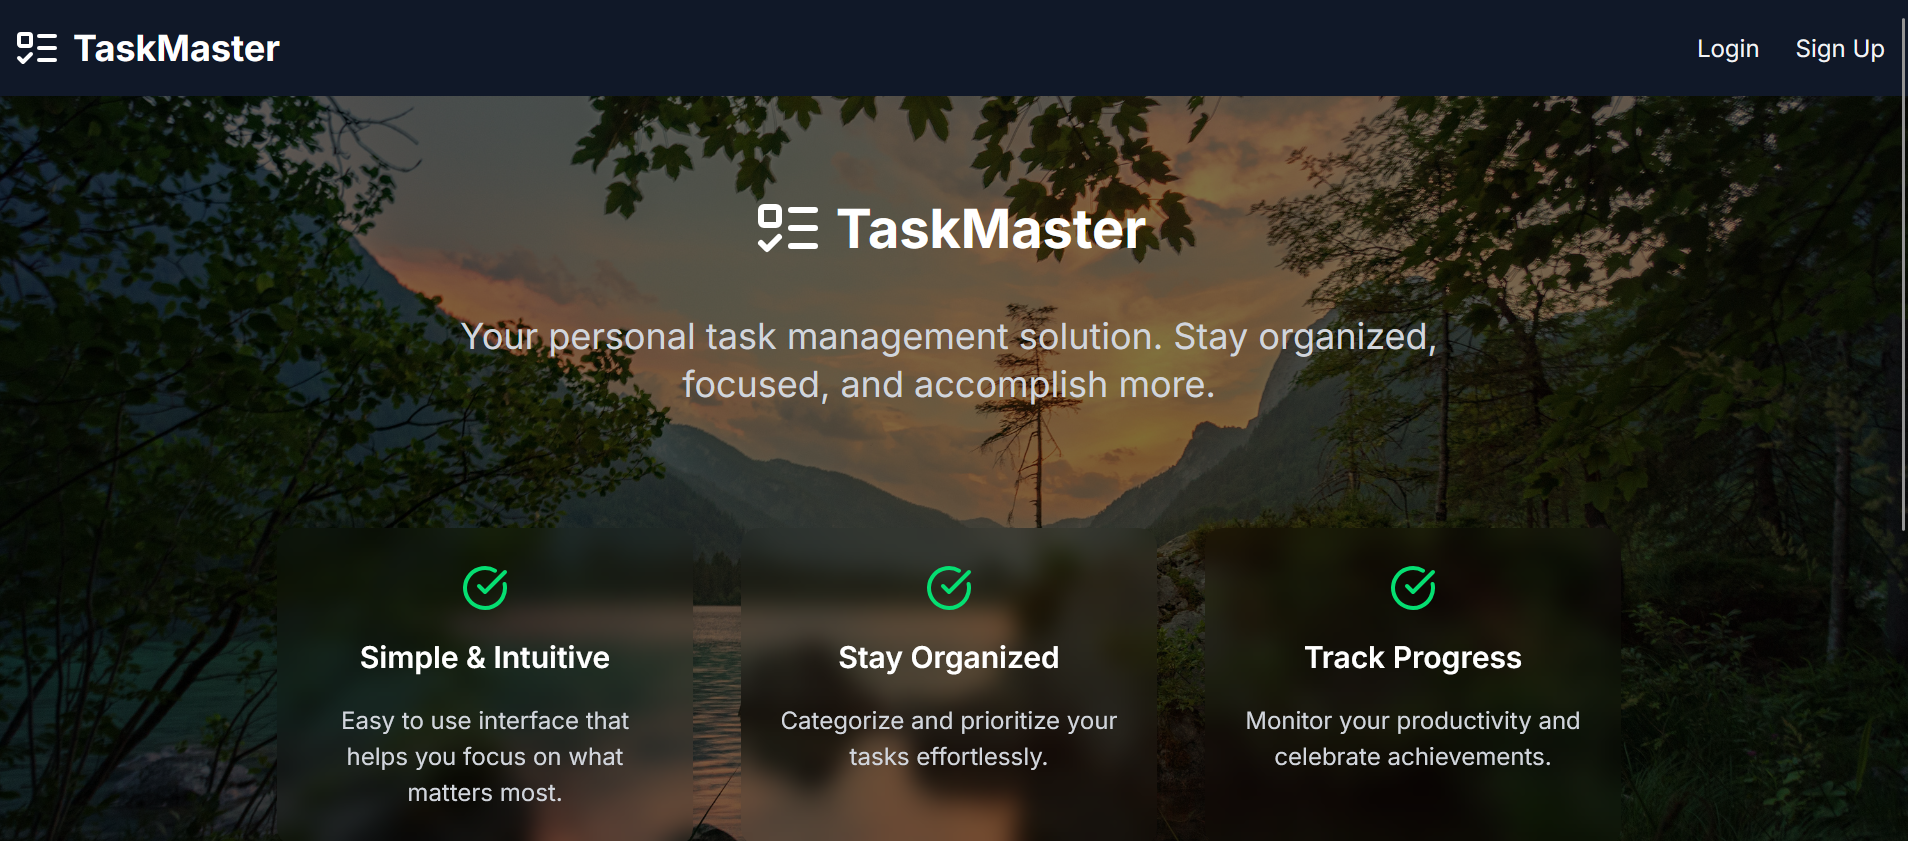 TaskMaster
Login
Sign Up
TaskMaster
Your personal task management solution. Stay organized,
focused, and accomplish more.
Simple & Intuitive
Easy to use interface that
helps you focus on what
matters most.
Stay Organized
Categorize and prioritize your
tasks effortlessly.
Track Progress
Monitor your productivity and
celebrate achievements.